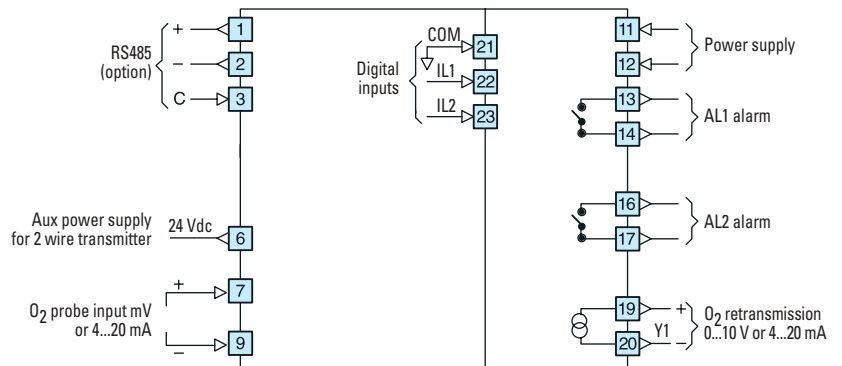 RS485
(option)
+
1
−
2
C
3
Aux power supply
for 2 wire transmitter
24 Vdc
6
O2 probe input mV
or 4...20 mA
+
7
−
9
Digital
inputs
COM
21
IL1
22
IL2
23
11
12
Power supply
13
14
AL1 alarm
16
17
AL2 alarm
19
+
20
Y1
−
O2 retransmission
0...10 V or 4...20 mA